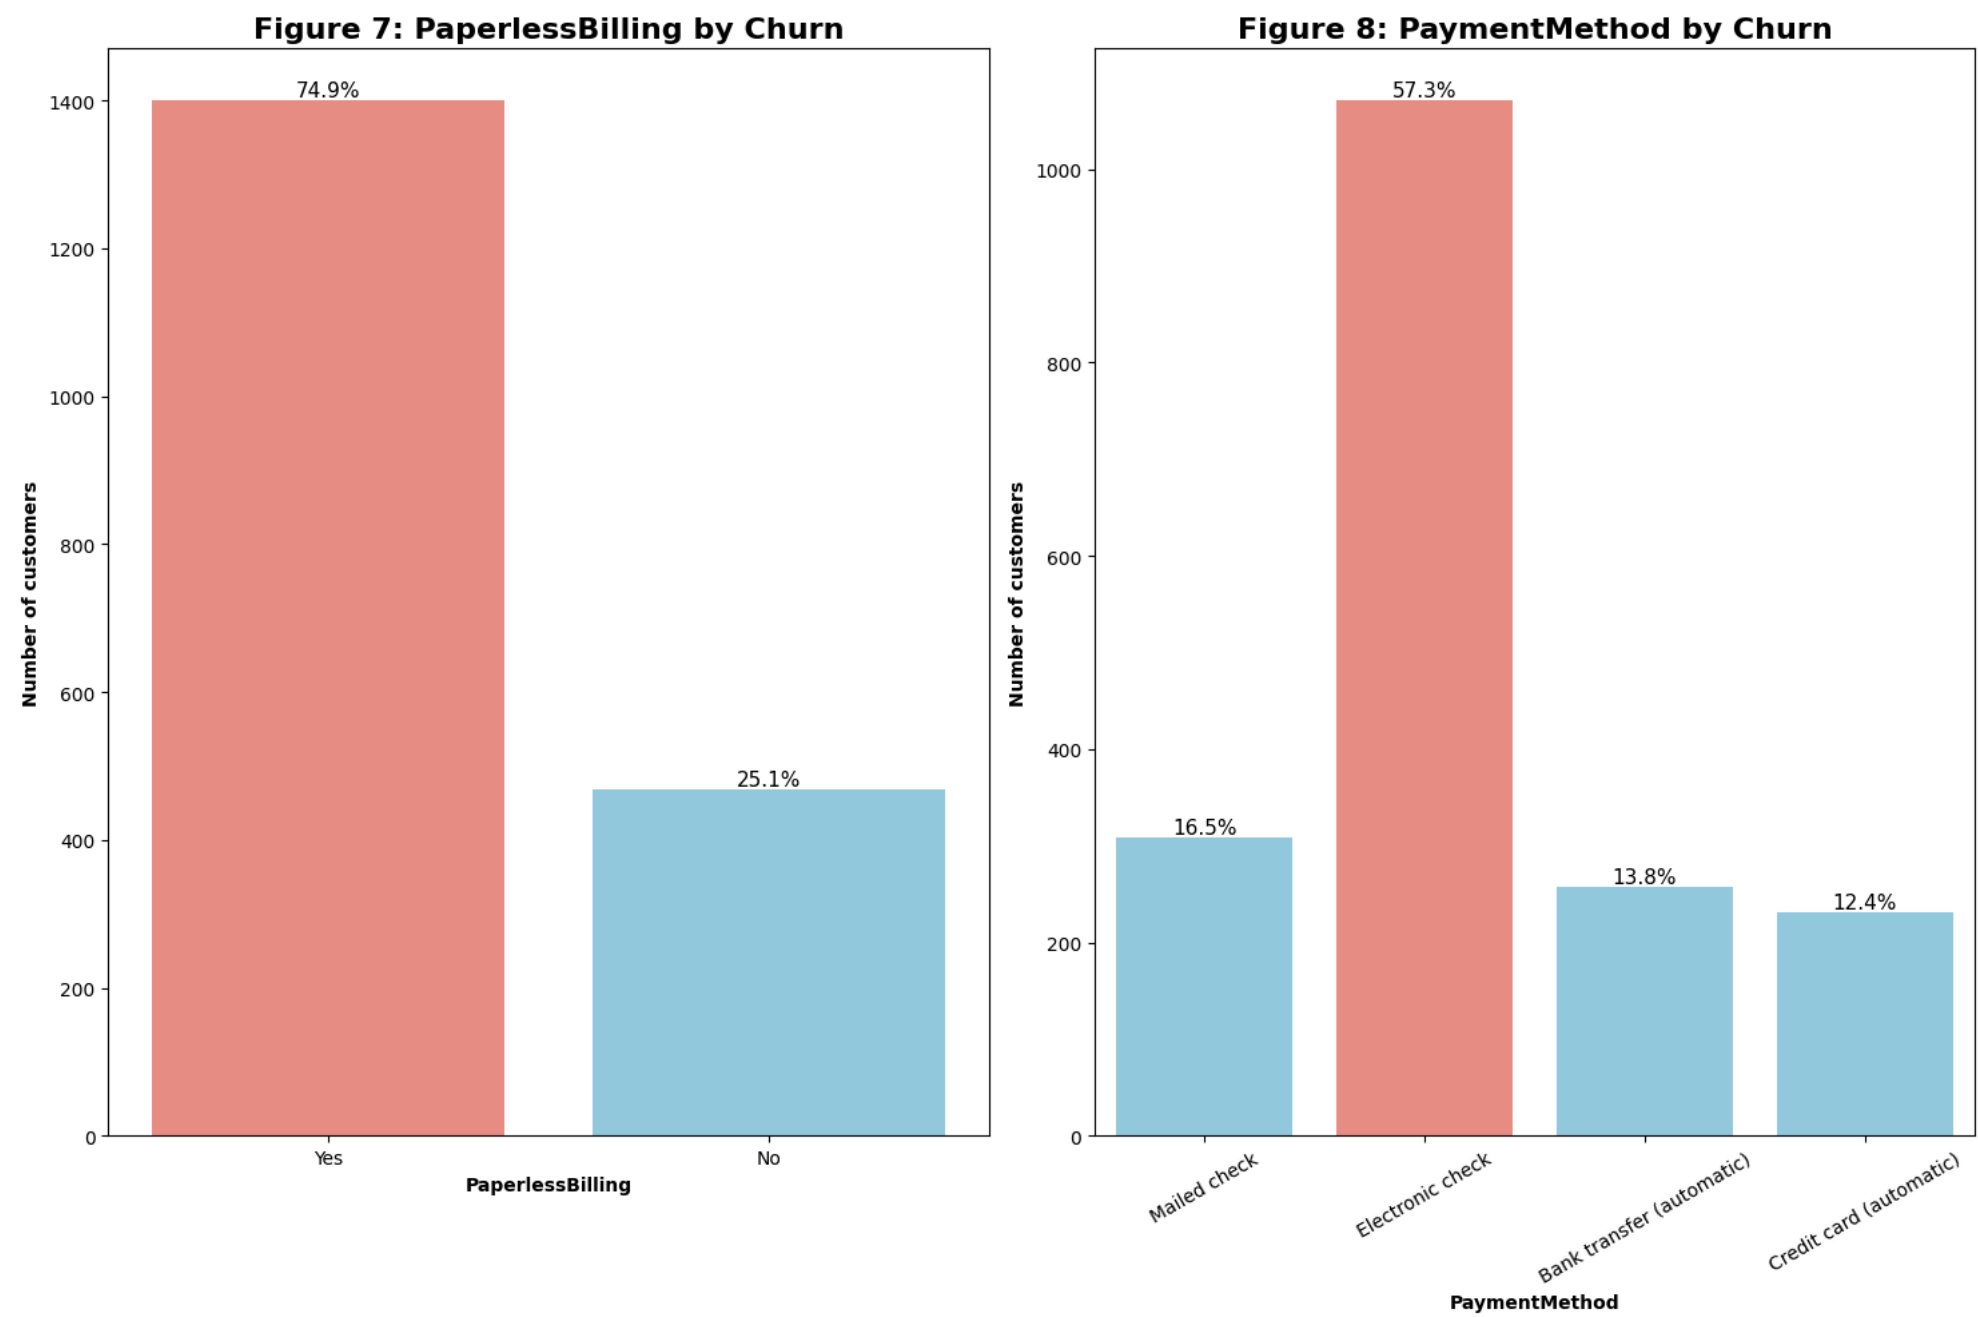 Figure 7: PaperlessBilling by Churn
74.9%
25.1%
1400
1200
1000
800
600
400
200
0
Number of customers
Yes
No
PaperlessBilling
Figure 8: PaymentMethod by Churn
57.3%
16.5%
13.8%
12.4%
1000
800
600
400
200
0
Number of customers
Mailed check
Electronic check
Bank transfer (automatic)
Credit card (automatic)
PaymentMethod